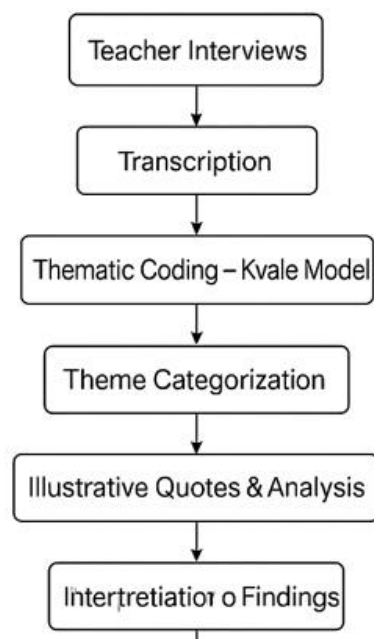 Teacher Interviews
Transcription
Thematic Coding – Kvale Model
Theme Categorization
Illustrative Quotes & Analysis
o Findings